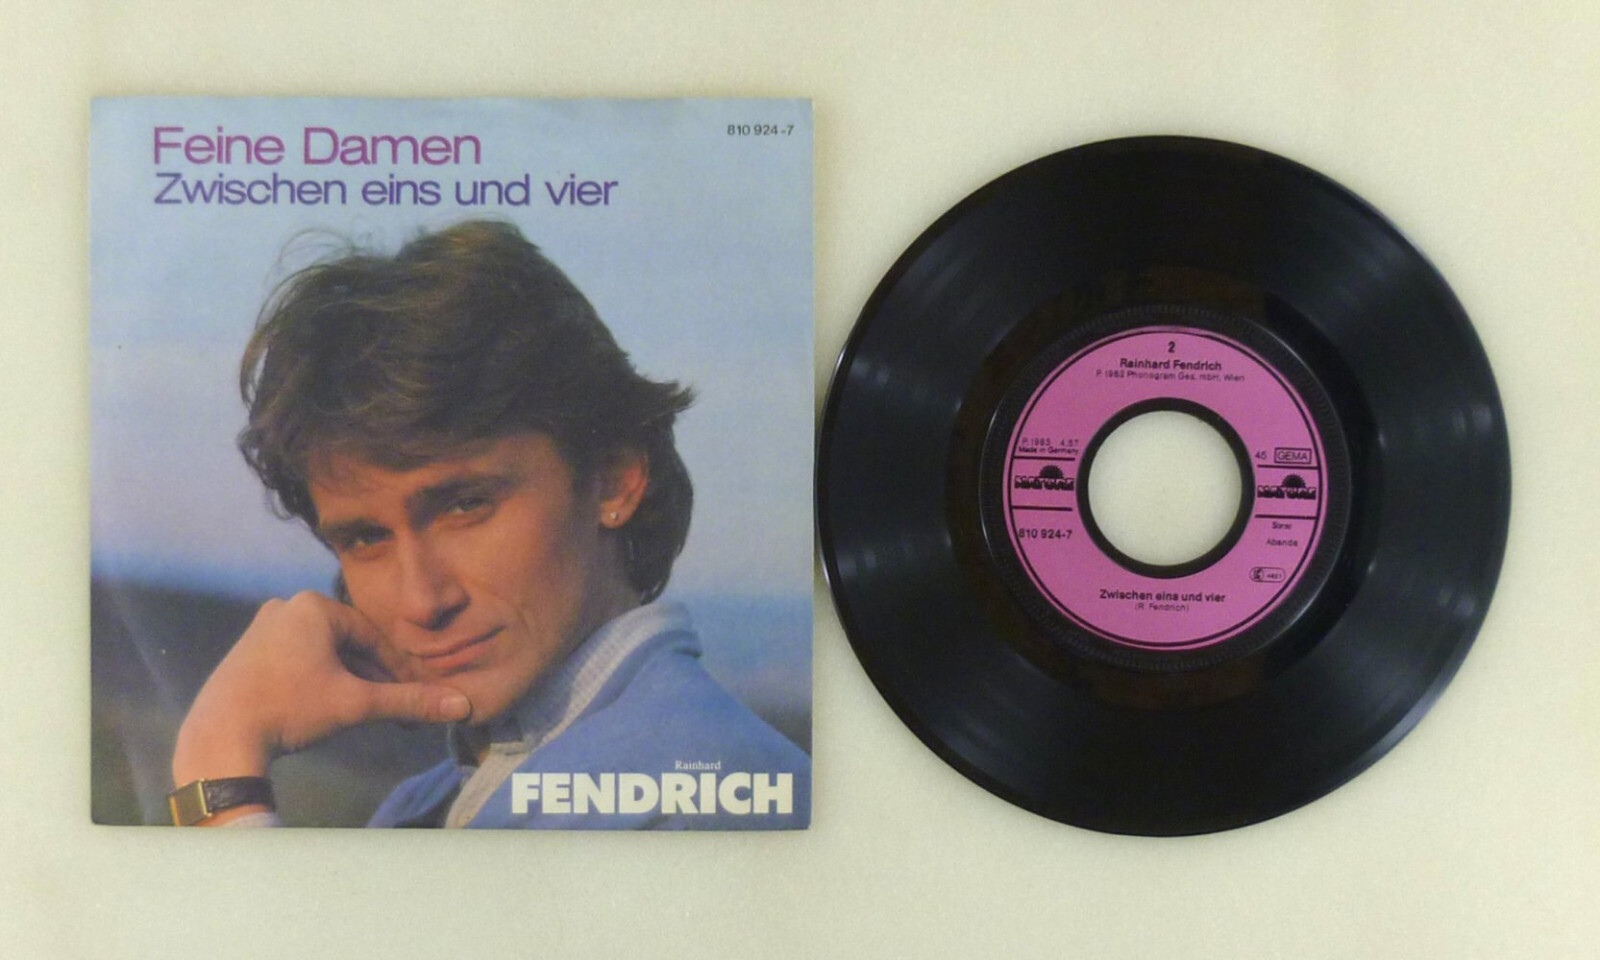 Feine Damen
Zwischen eins und vier
810 924-7
Rainhard
FENDRICH
2
Rainhard Fendrich
P 1983 Phonogram Ges. mbH, Wien
P 1983 4.57
Made in Germany
45 GEMA
810 924-7
Zwischen eins und vier
(R. Fendrich)